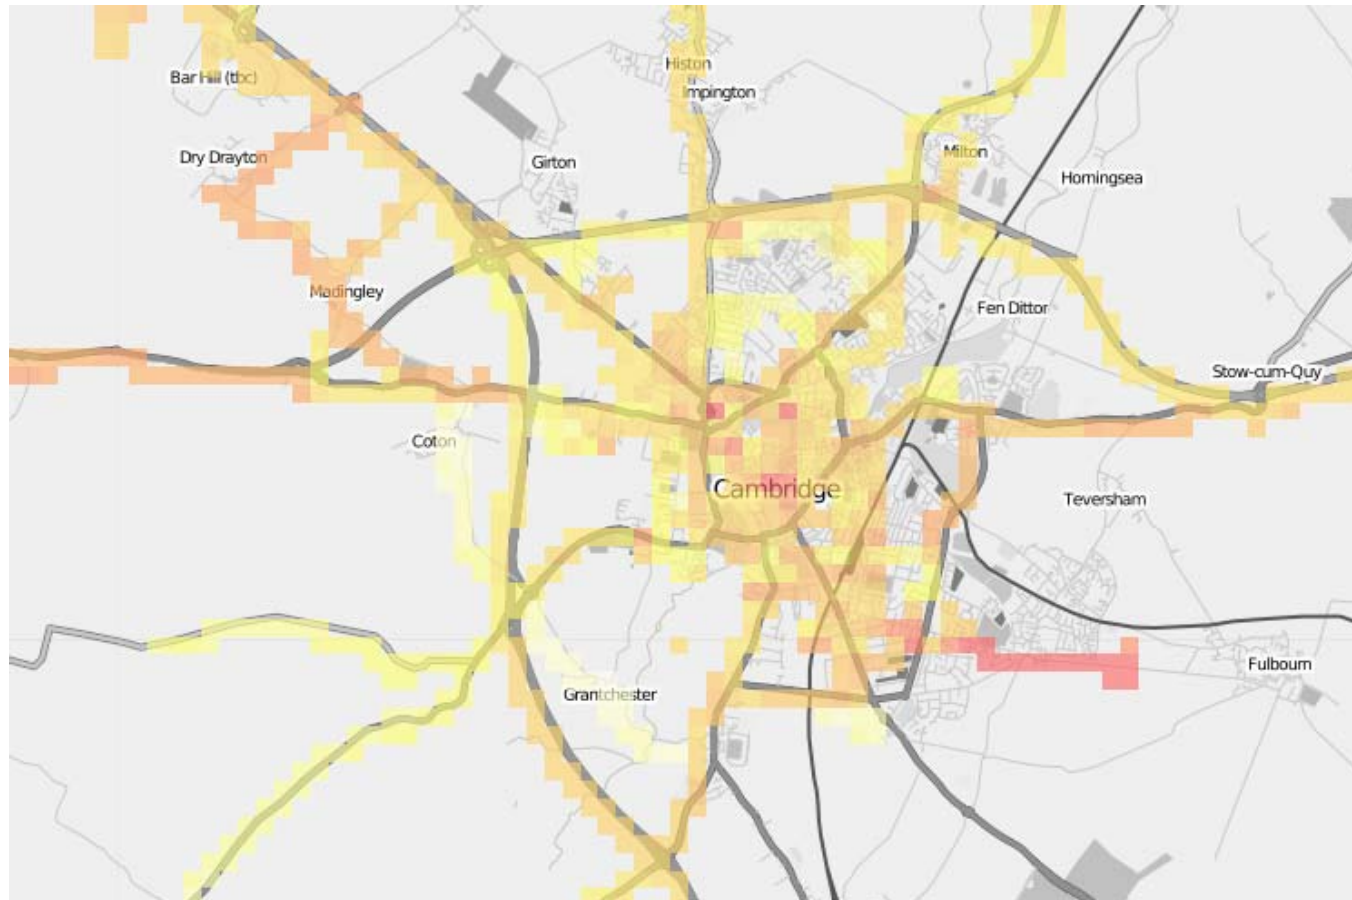 Histon
Bar Hill (tbc)
Impington
Milton
Dry Drayton
Girton
Horningsea
Madingley
Fen Dittor
Stow-cum-Quy
Coton
Cambridge
Teversham
Fulbourn
Grantchester